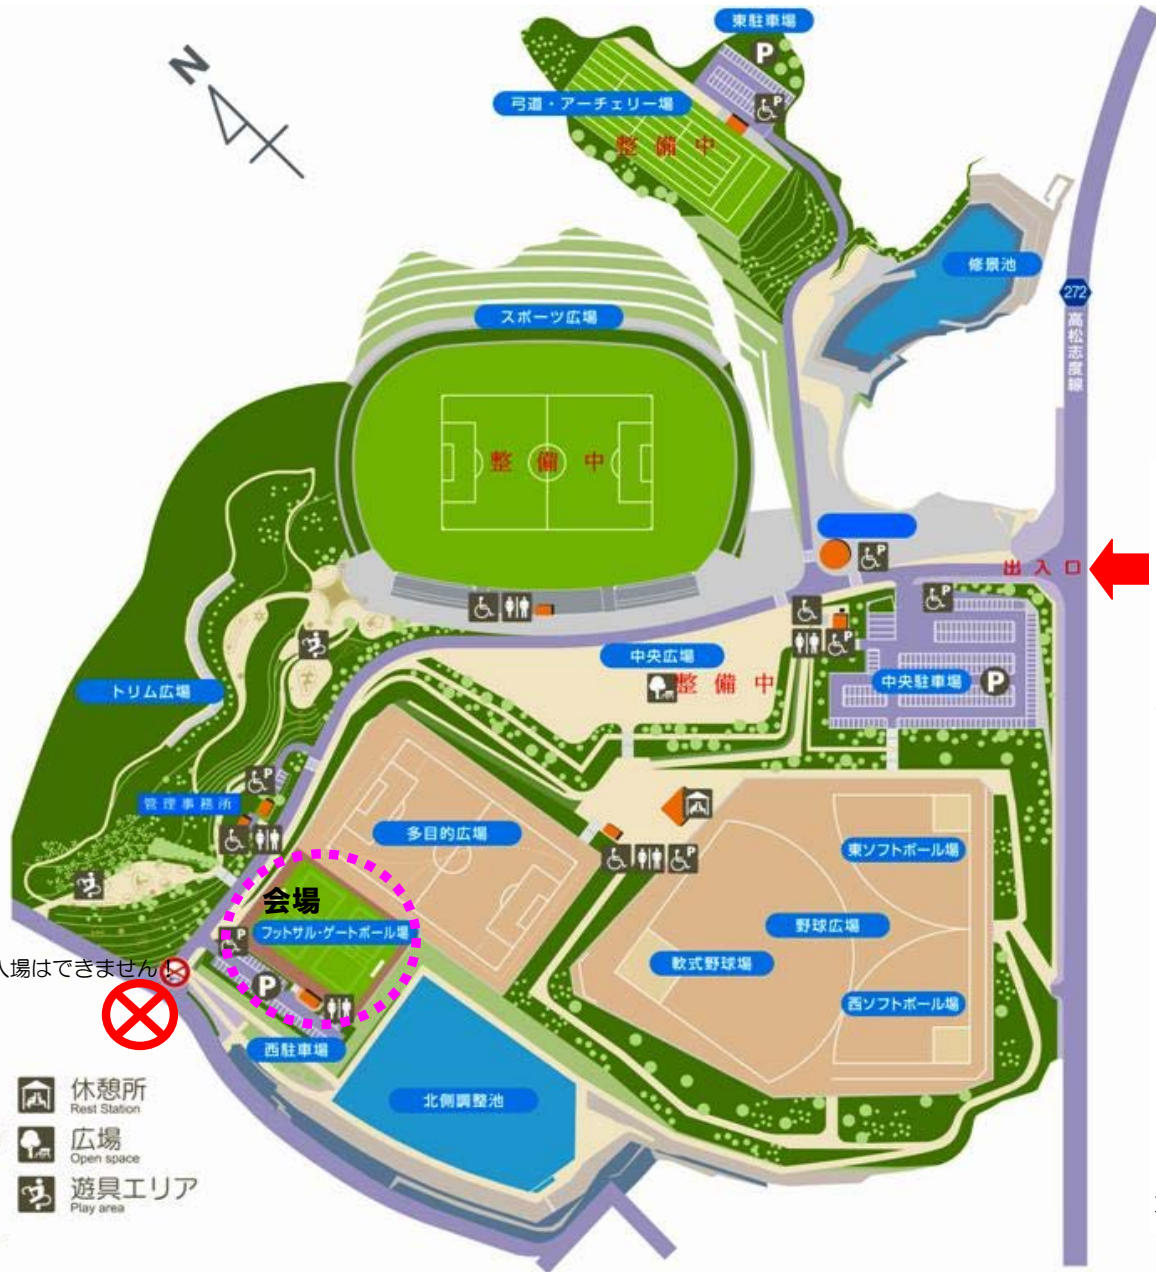 東駐車場
P
N
弓道・アーチェリー場
P
整備中
修景池
272
高松志度線
スポーツ広場
整備中
P
出入口
P
中央広場
P
整備中
中央駐車場
P
トリム広場
P
管理事務所
多目的広場
P
東ソフトボール場
会場
フットサル・ゲートボール場
野球広場
P
入場はできません!
軟式野球場
P
西ソフトボール場
西駐車場
北側調整池
休憩所
Rest Station
広場
Open space
遊具エリア
Play area